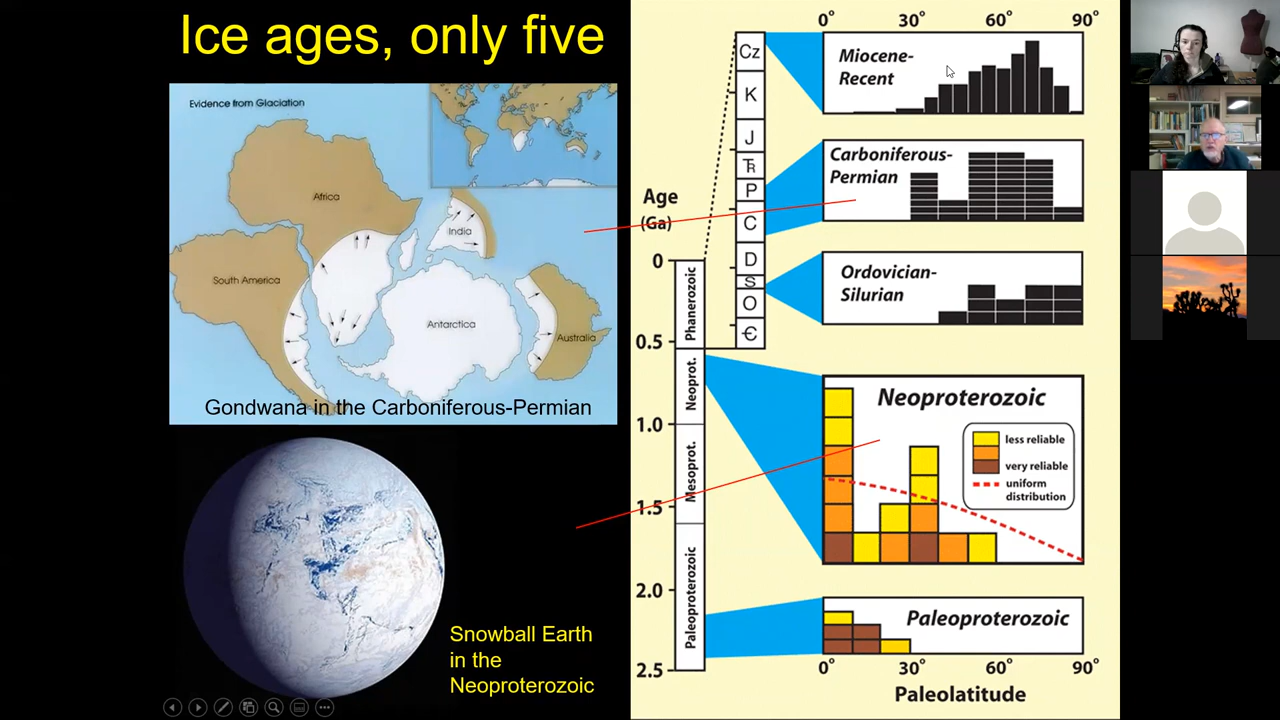 Ice ages, only five
Evidence from Glaciation
Africa
India
South America
Antarctica
Australia
Gondwana in the Carboniferous-Permian
Snowball Earth
in the
Neoproterozoic
0° 30° 60° 90°
Cz
K
J
TR
P
C
D
S
O
Є
Miocene-
Recent
Carboniferous-
Permian
Ordovician-
Silurian
Neoproterozoic
less reliable
very reliable
uniform
distribution
Paleoproterozoic
Age
(Ga)
0
0.5
1.0
1.5
2.0
2.5
Phanerozoic
Neoprot.
Mesoprot.
Paleoproterozoic
0° 30° 60° 90°
Paleolatitude